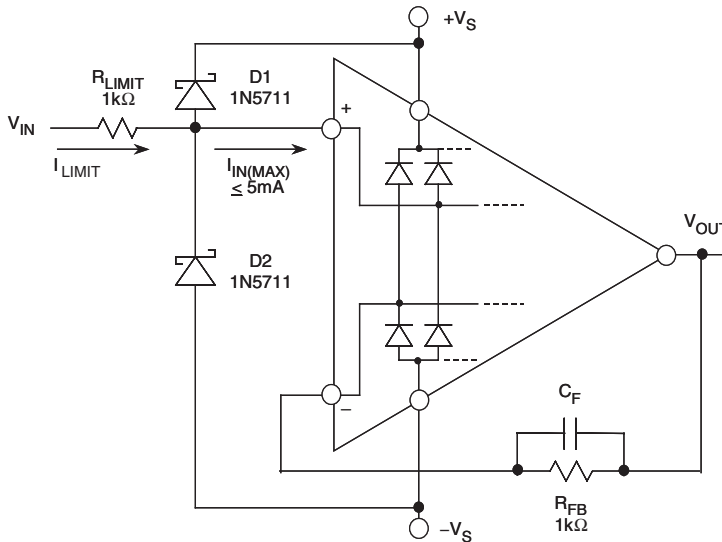 +VS
RLIMIT
1kΩ
D1
1N5711
VIN
+
ILIMIT
IIN(MAX)
≤ 5mA
VOUT
D2
1N5711
–
CF
RFB
1kΩ
–VS